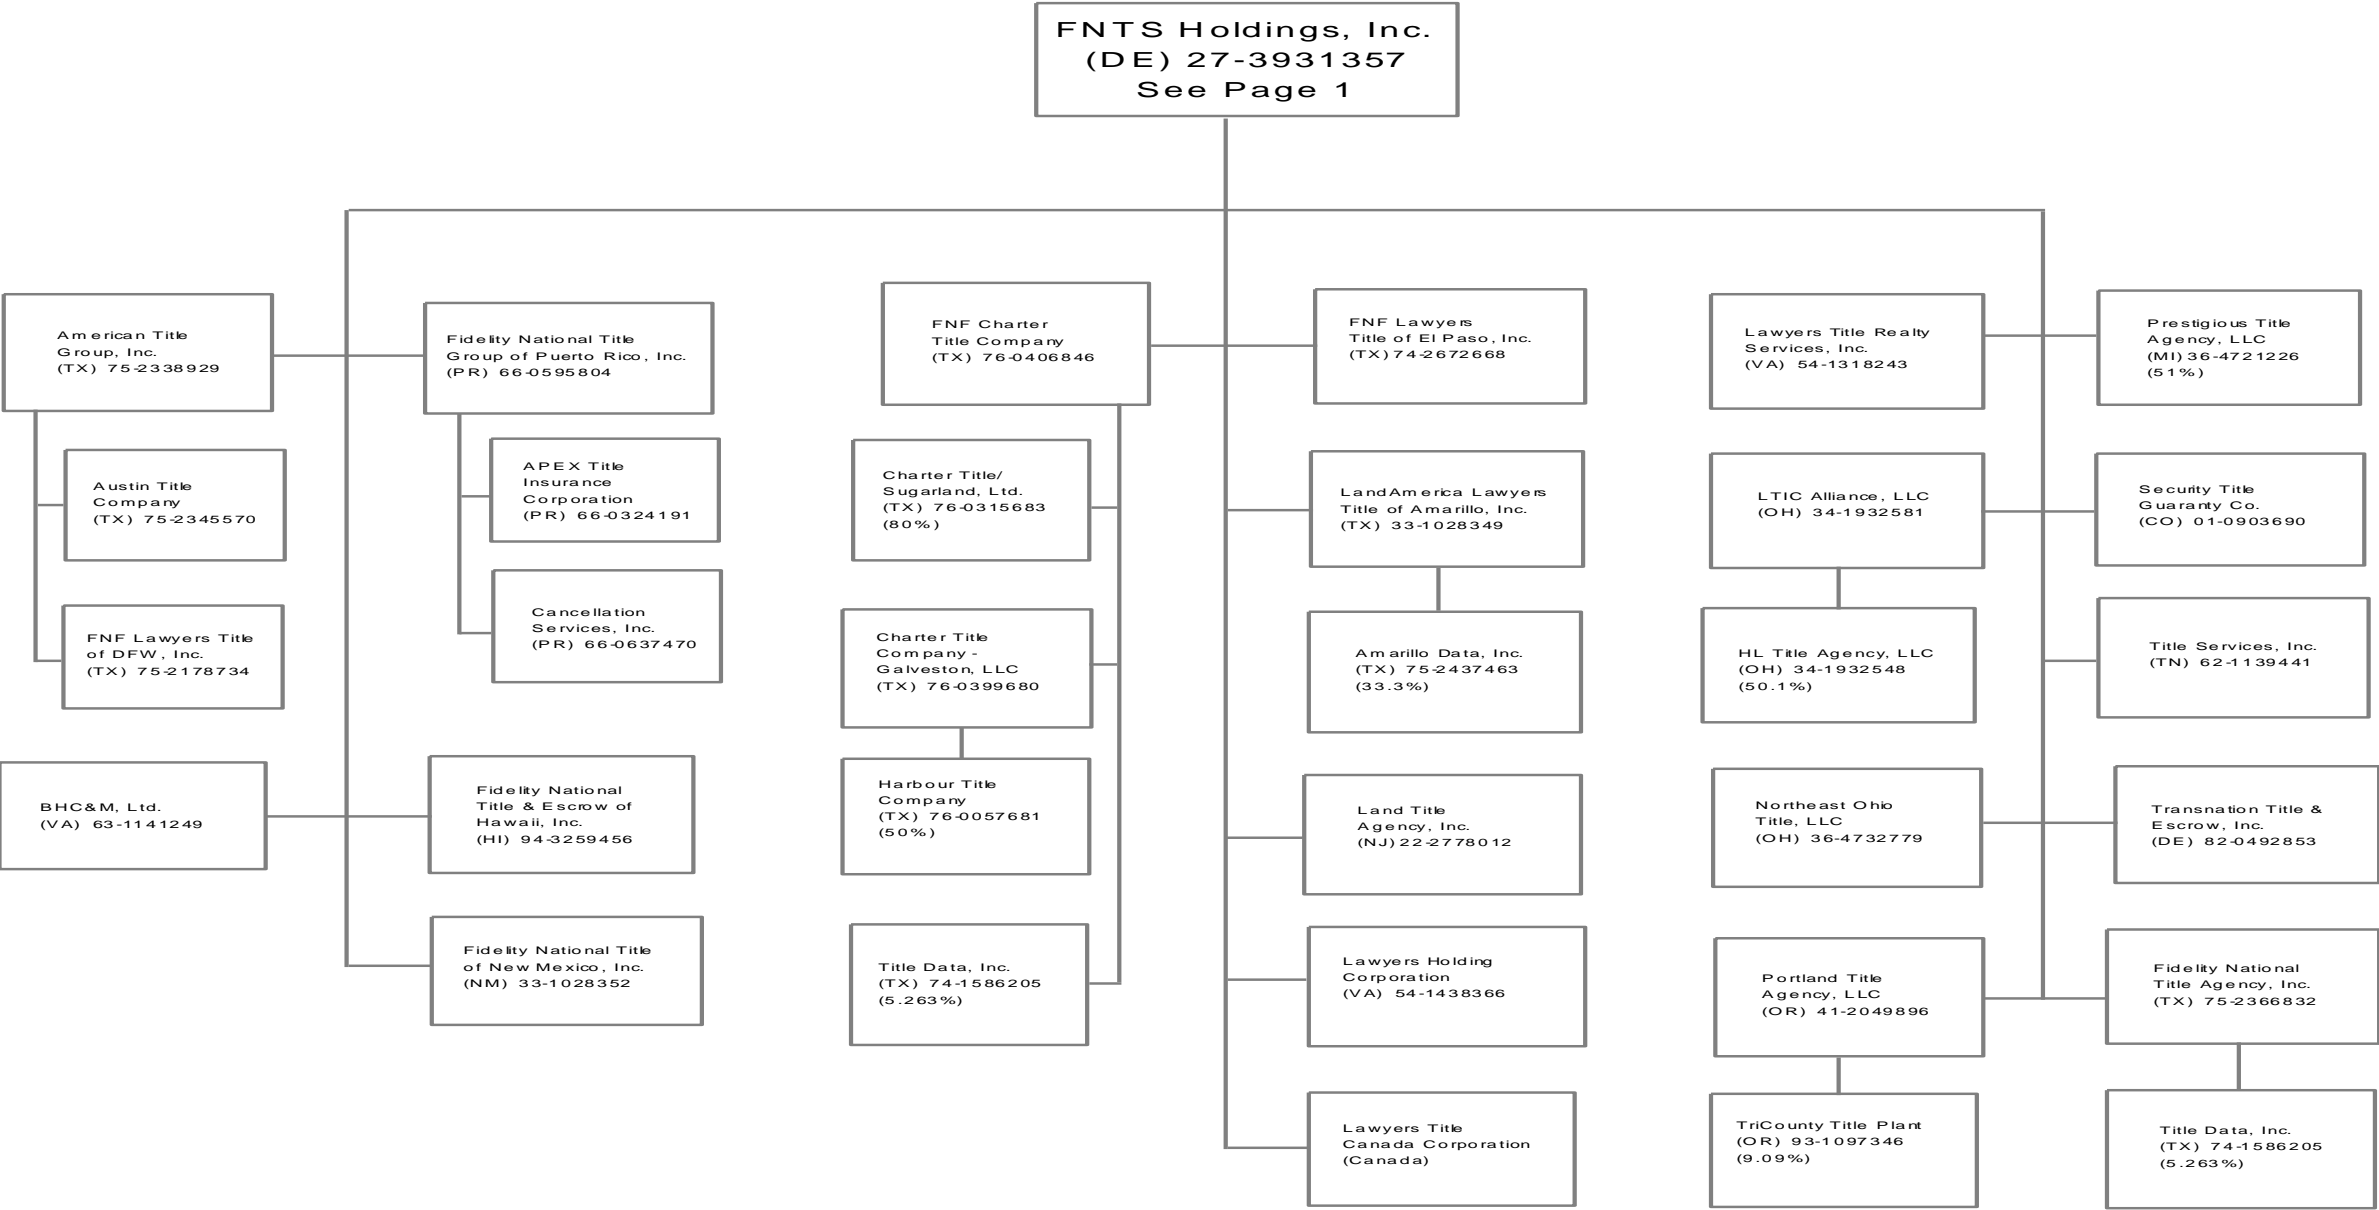 FNTS Holdings, Inc.
(DE) 27-3931357
See Page 1
American Title
Group, Inc.
(TX) 75-2338929
Austin Title
Company
(TX) 75-2345570
FNF Lawyers Title
of DFW, Inc.
(TX) 75-2178734
BHC&M, Ltd.
(VA) 63-1141249
Fidelity National Title
Group of Puerto Rico, Inc.
(PR) 66-0595804
APEX Title
Insurance
Corporation
(PR) 66-0324191
Cancellation
Services, Inc.
(PR) 66-0637470
Fidelity National
Title & Escrow of
Hawaii, Inc.
(HI) 94-3259456
Fidelity National Title
of New Mexico, Inc.
(NM) 33-1028352
FNF Charter
Title Company
(TX) 76-0406846
Charter Title/
Sugarland, Ltd.
(TX) 76-0315683
(80%)
Charter Title
Company -
Galveston, LLC
(TX) 76-0399680
Harbour Title
Company
(TX) 76-0057681
(50%)
Title Data, Inc.
(TX) 74-1586205
(5.263%)
FNF Lawyers
Title of El Paso, Inc.
(TX) 74-2672668
LandAmerica Lawyers
Title of Amarillo, Inc.
(TX) 33-1028349
Amarillo Data, Inc.
(TX) 75-2437463
(33.3%)
Land Title
Agency, Inc.
(NJ) 22-2778012
Lawyers Holding
Corporation
(VA) 54-1438366
Lawyers Title
Canada Corporation
(Canada)
Lawyers Title Realty
Services, Inc.
(VA) 54-1318243
LTIC Alliance, LLC
(OH) 34-1932581
HL Title Agency, LLC
(OH) 34-1932548
(50.1%)
Northeast Ohio
Title, LLC
(OH) 36-4732779
Portland Title
Agency, LLC
(OR) 41-2049896
TriCounty Title Plant
(OR) 93-1097346
(9.09%)
Prestigious Title
Agency, LLC
(MI) 36-4721226
(51%)
Security Title
Guaranty Co.
(CO) 01-0903690
Title Services, Inc.
(TN) 62-1139441
Transnation Title &
Escrow, Inc.
(DE) 82-0492853
Fidelity National
Title Agency, Inc.
(TX) 75-2366832
Title Data, Inc.
(TX) 74-1586205
(5.263%)